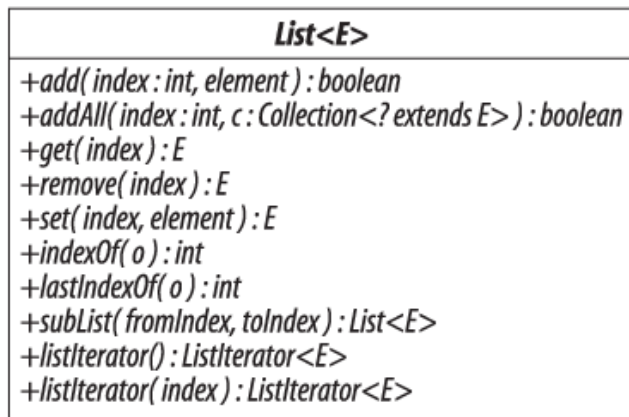 List<E>
+add( index : int, element ) : boolean
+addAll( index : int, c : Collection<? extends E> ) : boolean
+get( index ) : E
+remove( index ) : E
+set( index, element ) : E
+indexOf( o ) : int
+lastIndexOf( o ) : int
+subList( fromIndex, toIndex ) : List<E>
+listIterator() : ListIterator<E>
+listIterator( index ) : ListIterator<E>